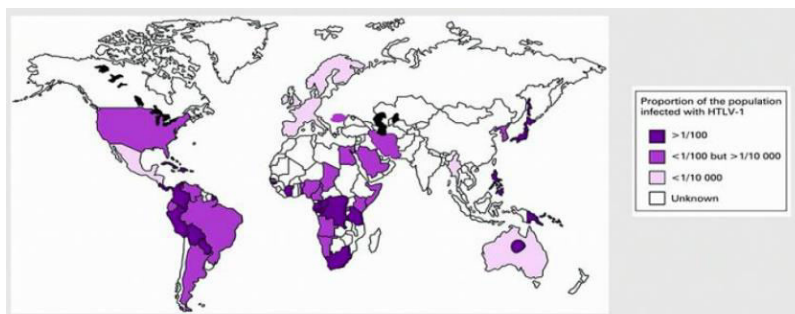 Proportion of the population
infected with HTLV-1
>1/100
<1/100 but >1/10 000
<1/10 000
Unknown